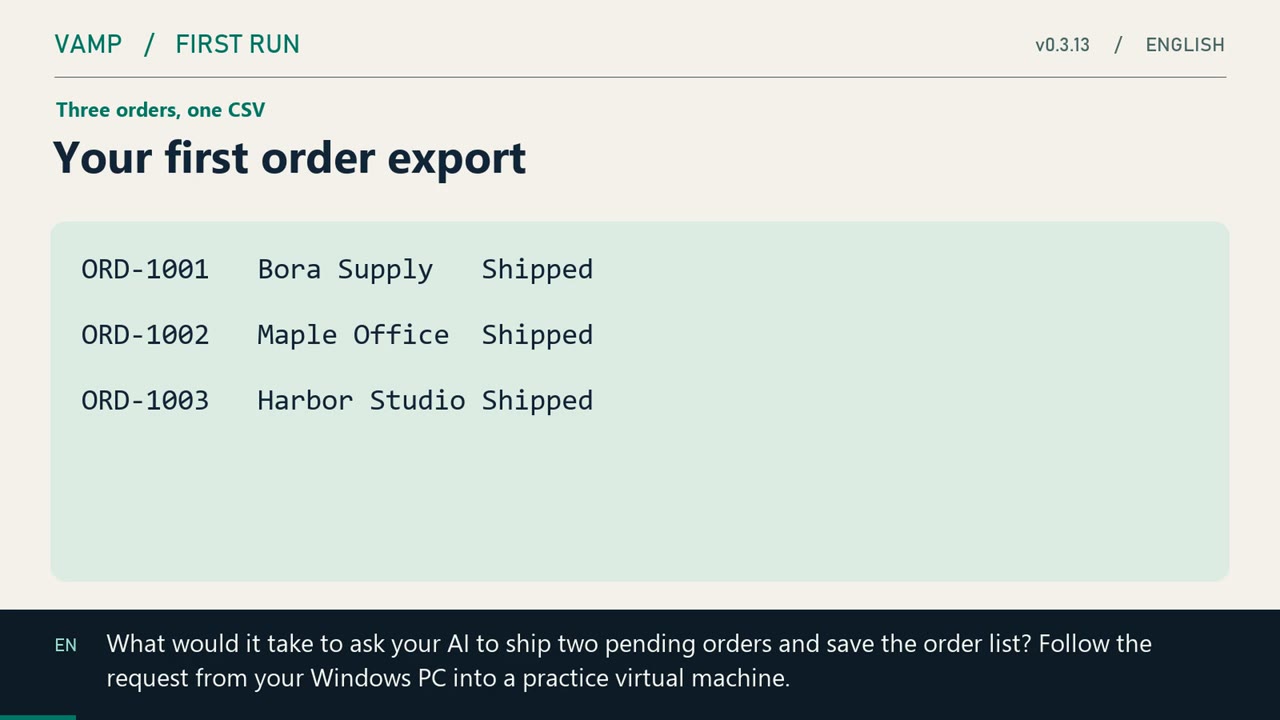 VAMP / FIRST RUN
v0.3.13 / ENGLISH
Three orders, one CSV
Your first order export
ORD-1001 Bora Supply Shipped
ORD-1002 Maple Office Shipped
ORD-1003 Harbor Studio Shipped
EN What would it take to ask your AI to ship two pending orders and save the order list? Follow the
request from your Windows PC into a practice virtual machine.